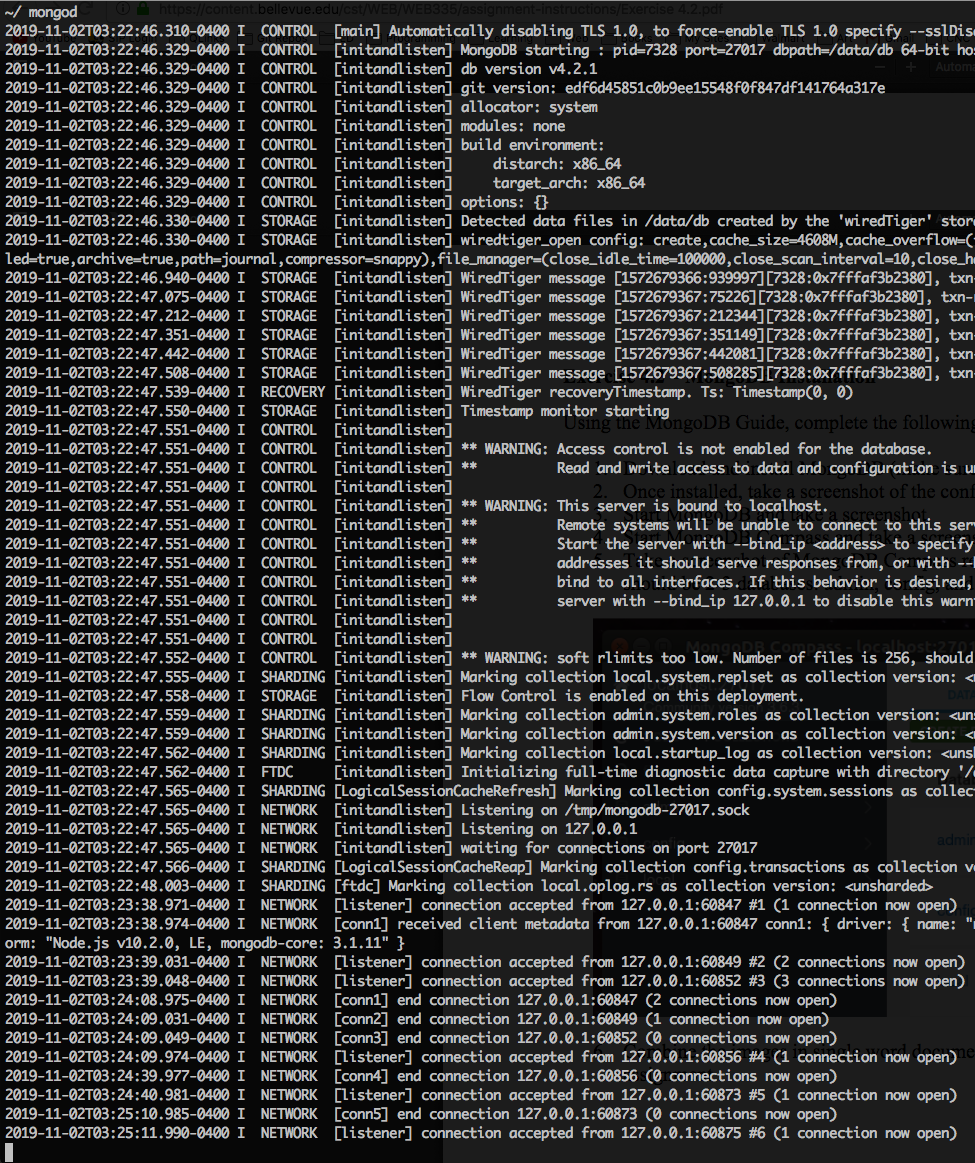 https://content.bellevue.edu/cst/WEB/WEB335/assignment-instructions/Exercise 4.2.pdf
~/ mongod
2019-11-02T03:22:46.310-0400 I  CONTROL  [main] Automatically disabling TLS 1.0, to force-enable TLS 1.0 specify --sslDisa
2019-11-02T03:22:46.329-0400 I  CONTROL  [initandlisten] MongoDB starting : pid=7328 port=27017 dbpath=/data/db 64-bit hos
2019-11-02T03:22:46.329-0400 I  CONTROL  [initandlisten] db version v4.2.1
2019-11-02T03:22:46.329-0400 I  CONTROL  [initandlisten] git version: edf6d45851c0b9ee15548f0f847df141764a317e
2019-11-02T03:22:46.329-0400 I  CONTROL  [initandlisten] allocator: system
2019-11-02T03:22:46.329-0400 I  CONTROL  [initandlisten] modules: none
2019-11-02T03:22:46.329-0400 I  CONTROL  [initandlisten] build environment:
2019-11-02T03:22:46.329-0400 I  CONTROL  [initandlisten]     distarch: x86_64
2019-11-02T03:22:46.329-0400 I  CONTROL  [initandlisten]     target_arch: x86_64
2019-11-02T03:22:46.329-0400 I  CONTROL  [initandlisten] options: {}
2019-11-02T03:22:46.330-0400 I  STORAGE  [initandlisten] Detected data files in /data/db created by the 'wiredTiger' stora
2019-11-02T03:22:46.330-0400 I  STORAGE  [initandlisten] wiredtiger_open config: create,cache_size=4608M,cache_overflow=(
led=true,archive=true,path=journal,compressor=snappy),file_manager=(close_idle_time=100000,close_scan_interval=10,close_ha
2019-11-02T03:22:46.940-0400 I  STORAGE  [initandlisten] WiredTiger message [1572679366:939997][7328:0x7fffaf3b2380], txn-
2019-11-02T03:22:47.075-0400 I  STORAGE  [initandlisten] WiredTiger message [1572679367:75226][7328:0x7fffaf3b2380], txn-
2019-11-02T03:22:47.212-0400 I  STORAGE  [initandlisten] WiredTiger message [1572679367:212344][7328:0x7fffaf3b2380], txn-
2019-11-02T03:22:47.351-0400 I  STORAGE  [initandlisten] WiredTiger message [1572679367:351149][7328:0x7fffaf3b2380], txn-
2019-11-02T03:22:47.442-0400 I  STORAGE  [initandlisten] WiredTiger message [1572679367:442081][7328:0x7fffaf3b2380], txn-
2019-11-02T03:22:47.508-0400 I  STORAGE  [initandlisten] WiredTiger message [1572679367:508285][7328:0x7fffaf3b2380], txn-
2019-11-02T03:22:47.539-0400 I  RECOVERY [initandlisten] WiredTiger recoveryTimestamp. Ts: Timestamp(0, 0)
2019-11-02T03:22:47.550-0400 I  STORAGE  [initandlisten] Timestamp monitor starting
2019-11-02T03:22:47.551-0400 I  CONTROL  [initandlisten]
2019-11-02T03:22:47.551-0400 I  CONTROL  [initandlisten] ** WARNING: Access control is not enabled for the database.
2019-11-02T03:22:47.551-0400 I  CONTROL  [initandlisten] **          Read and write access to data and configuration is un
2019-11-02T03:22:47.551-0400 I  CONTROL  [initandlisten]
2019-11-02T03:22:47.551-0400 I  CONTROL  [initandlisten] ** WARNING: This server is bound to localhost.
2019-11-02T03:22:47.551-0400 I  CONTROL  [initandlisten] **          Remote systems will be unable to connect to this ser
2019-11-02T03:22:47.551-0400 I  CONTROL  [initandlisten] **          Start the server with --bind_ip <address> to specify
2019-11-02T03:22:47.551-0400 I  CONTROL  [initandlisten] **          addresses it should serve responses from, or with --b
2019-11-02T03:22:47.551-0400 I  CONTROL  [initandlisten] **          bind to all interfaces. If this behavior is desired,
2019-11-02T03:22:47.551-0400 I  CONTROL  [initandlisten] **          server with --bind_ip 127.0.0.1 to disable this warn
2019-11-02T03:22:47.551-0400 I  CONTROL  [initandlisten]
2019-11-02T03:22:47.551-0400 I  CONTROL  [initandlisten]
2019-11-02T03:22:47.552-0400 I  CONTROL  [initandlisten] ** WARNING: soft rlimits too low. Number of files is 256, should
2019-11-02T03:22:47.555-0400 I  SHARDING [initandlisten] Marking collection local.system.replset as collection version: <u
2019-11-02T03:22:47.558-0400 I  STORAGE  [initandlisten] Flow Control is enabled on this deployment.
2019-11-02T03:22:47.559-0400 I  SHARDING [initandlisten] Marking collection admin.system.roles as collection version: <uns
2019-11-02T03:22:47.559-0400 I  SHARDING [initandlisten] Marking collection admin.system.version as collection version: <u
2019-11-02T03:22:47.562-0400 I  SHARDING [initandlisten] Marking collection local.startup_log as collection version: <unsh
2019-11-02T03:22:47.562-0400 I  FTDC     [initandlisten] Initializing full-time diagnostic data capture with directory '/d
2019-11-02T03:22:47.565-0400 I  SHARDING [LogicalSessionCacheRefresh] Marking collection config.system.sessions as collect
2019-11-02T03:22:47.565-0400 I  NETWORK  [initandlisten] Listening on /tmp/mongodb-27017.sock
2019-11-02T03:22:47.565-0400 I  NETWORK  [initandlisten] Listening on 127.0.0.1
2019-11-02T03:22:47.565-0400 I  NETWORK  [initandlisten] waiting for connections on port 27017
2019-11-02T03:22:47.566-0400 I  SHARDING [LogicalSessionCacheReap] Marking collection config.transactions as collection ve
2019-11-02T03:22:48.003-0400 I  SHARDING [ftdc] Marking collection local.oplog.rs as collection version: <unsharded>
2019-11-02T03:23:38.971-0400 I  NETWORK  [listener] connection accepted from 127.0.0.1:60847 #1 (1 connection now open)
2019-11-02T03:23:38.974-0400 I  NETWORK  [conn1] received client metadata from 127.0.0.1:60847 conn1: { driver: { name: "n
orm: "Node.js v10.2.0, LE, mongodb-core: 3.1.11" }
2019-11-02T03:23:39.031-0400 I  NETWORK  [listener] connection accepted from 127.0.0.1:60849 #2 (2 connections now open)
2019-11-02T03:23:39.048-0400 I  NETWORK  [listener] connection accepted from 127.0.0.1:60852 #3 (3 connections now open)
2019-11-02T03:24:08.975-0400 I  NETWORK  [conn1] end connection 127.0.0.1:60847 (2 connections now open)
2019-11-02T03:24:09.031-0400 I  NETWORK  [conn2] end connection 127.0.0.1:60849 (1 connection now open)
2019-11-02T03:24:09.049-0400 I  NETWORK  [conn3] end connection 127.0.0.1:60852 (0 connections now open)
2019-11-02T03:24:09.974-0400 I  NETWORK  [listener] connection accepted from 127.0.0.1:60856 #4 (1 connection now open)
2019-11-02T03:24:39.977-0400 I  NETWORK  [conn4] end connection 127.0.0.1:60856 (0 connections now open)
2019-11-02T03:24:40.981-0400 I  NETWORK  [listener] connection accepted from 127.0.0.1:60873 #5 (1 connection now open)
2019-11-02T03:25:10.985-0400 I  NETWORK  [conn5] end connection 127.0.0.1:60873 (0 connections now open)
2019-11-02T03:25:11.990-0400 I  NETWORK  [listener] connection accepted from 127.0.0.1:60875 #6 (1 connection now open)
Using the MongoDB Guide, complete the following
2. Once installed, take a screenshot of the conf
3. Start MongoDB and take a screenshot
MongoDB Compass - localhost:2701